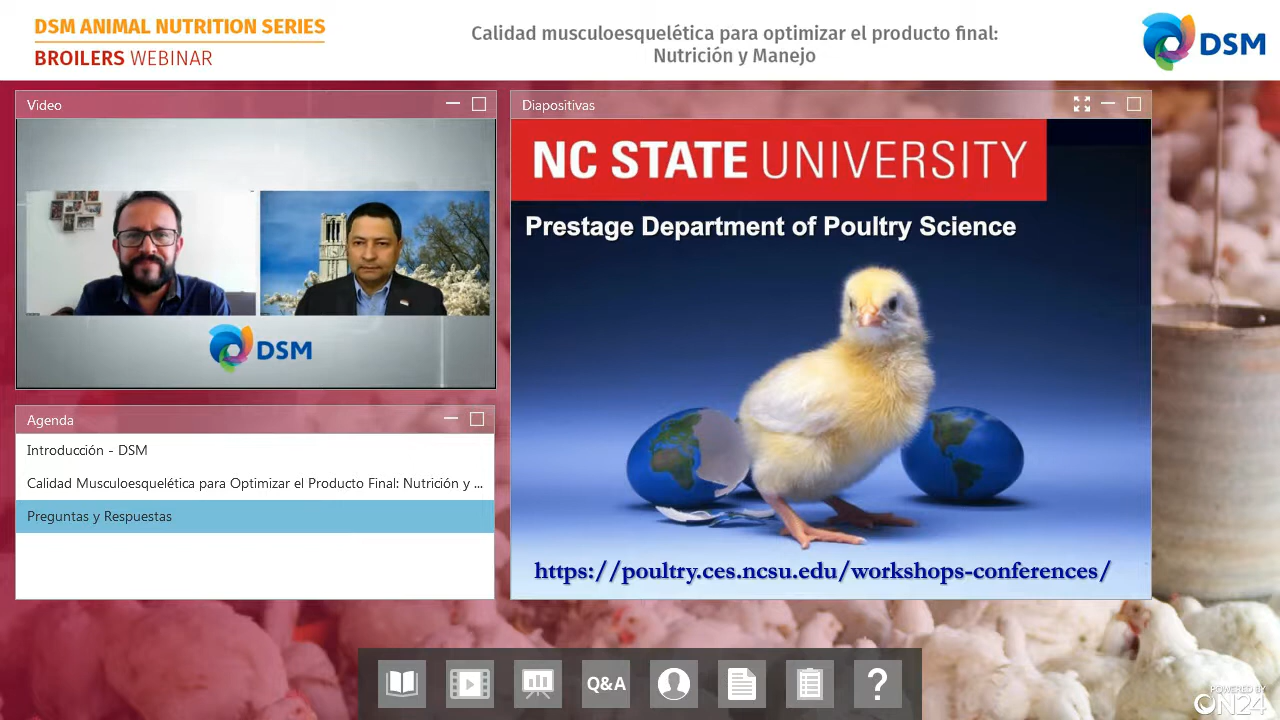 DSM ANIMAL NUTRITION SERIES
BROILERS WEBINAR
Calidad musculoesquelética para optimizar el producto final:
Nutrición y Manejo
DSM
Video
DSM
Agenda
Introducción - DSM
Calidad Musculoesquelética para Optimizar el Producto Final: Nutrición y ...
Preguntas y Respuestas
Diapositivas
NC STATE UNIVERSITY
Prestage Department of Poultry Science
https://poultry.ces.ncsu.edu/workshops-conferences/
Q&A
?
POWERED BY
ON24